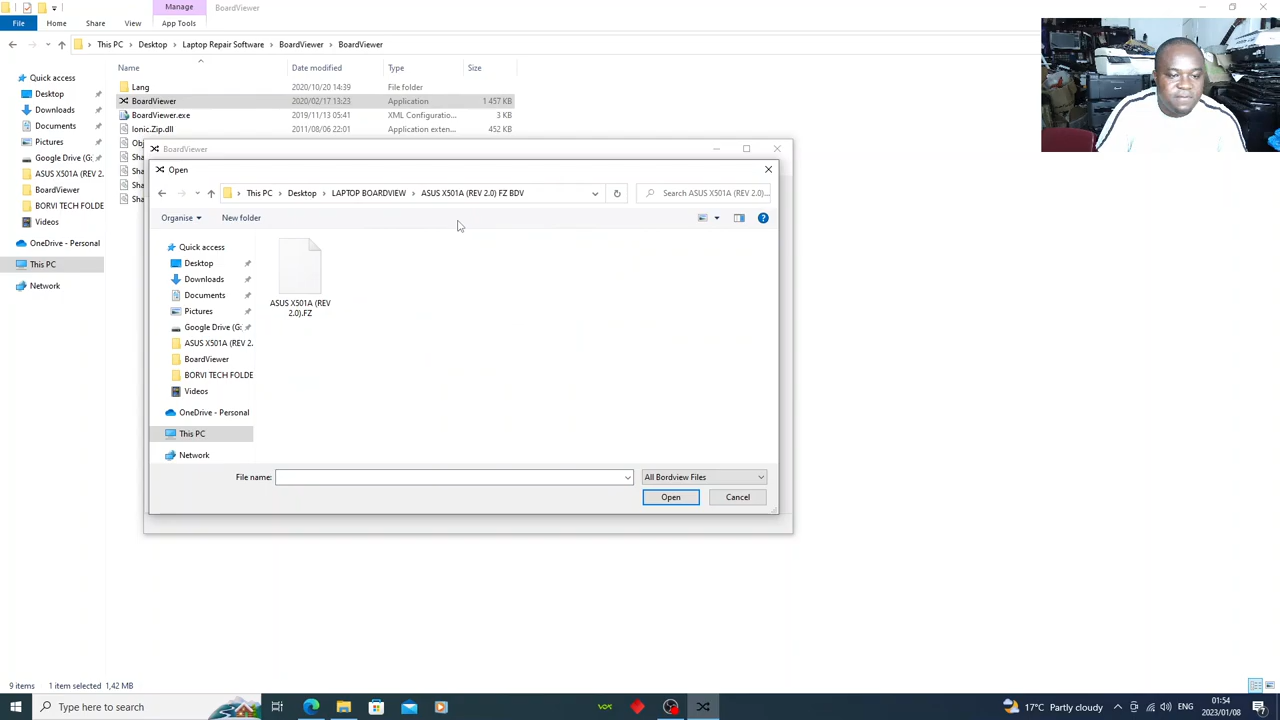 Manage
BoardViewer
File
Home
Share
View
App Tools
This PC
Desktop
Laptop Repair Software
BoardViewer
BoardViewer
Quick access
Desktop
Downloads
Documents
Pictures
Google Drive (G:
ASUS X501A (REV 2.
BoardViewer
BORVI TECH FOLDE
Videos
OneDrive - Personal
This PC
Network
Name
Date modified
Type
Size
Lang
2020/10/20 14:39
File folder
BoardViewer
2020/02/17 13:23
Application
1 457 KB
BoardViewer.exe
2019/11/13 05:41
XML Configuratio...
3 KB
Ionic.Zip.dll
2011/08/06 22:01
Application exten...
452 KB
Obj
Sha
Sha
Sha
BoardViewer
Open
This PC
Desktop
LAPTOP BOARDVIEW
ASUS X501A (REV 2.0) FZ BDV
Search ASUS X501A (REV 2.0)...
Organise
New folder
Quick access
Desktop
Downloads
Documents
Pictures
Google Drive (G:
ASUS X501A (REV 2.
BoardViewer
BORVI TECH FOLDE
Videos
OneDrive - Personal
This PC
Network
ASUS X501A (REV
2.0).FZ
File name:
All Bordview Files
Open
Cancel
9 items
1 item selected 1,42 MB
Type here to search
VOX
17°C Partly cloudy
ENG
01:54
2023/01/08